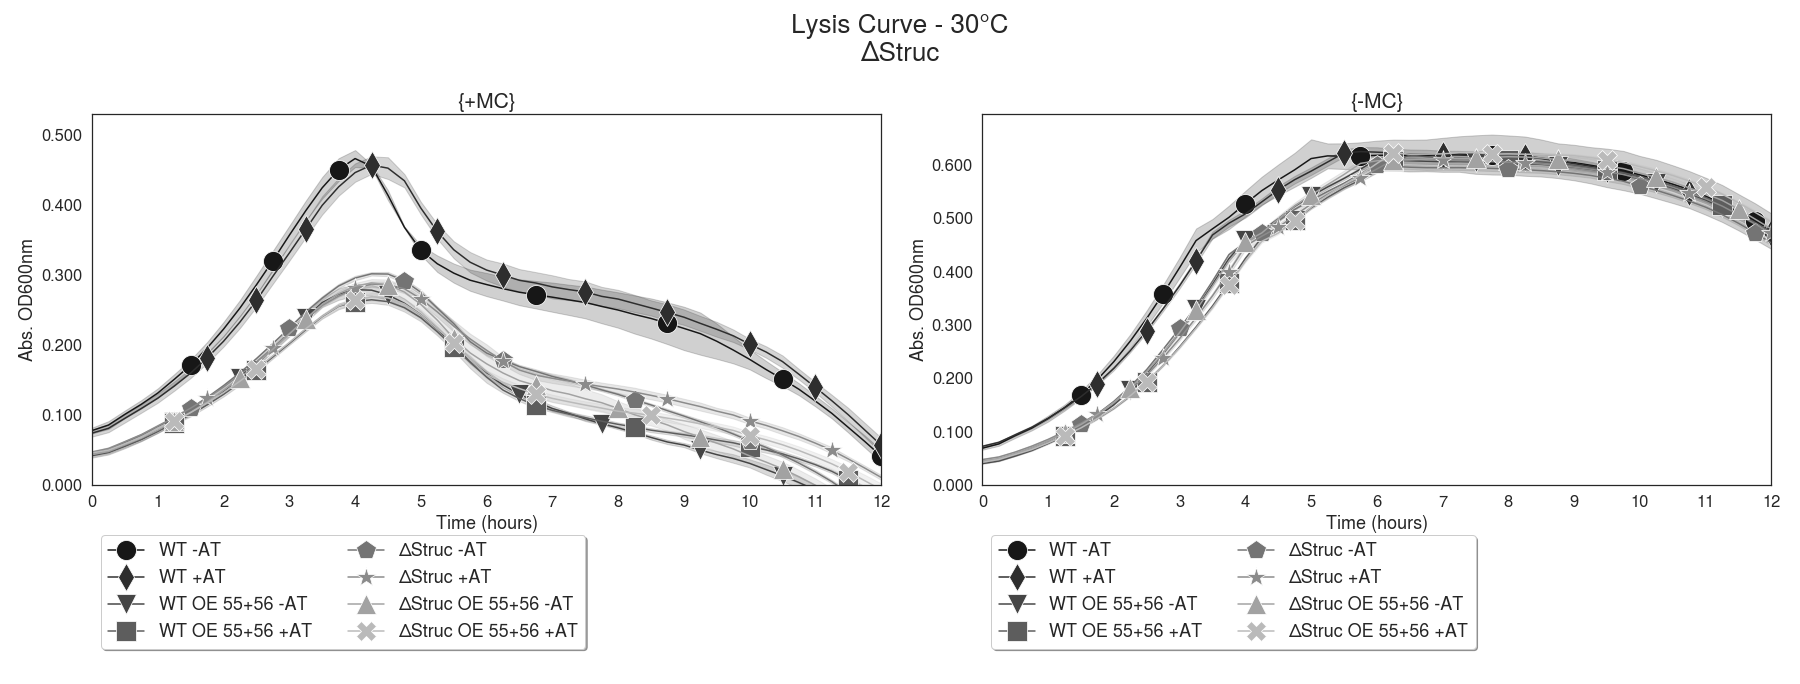 Lysis Curve - 30°C
ΔStruc
{+MC}
Abs. OD600nm
0.500
0.400
0.300
0.200
0.100
0.000
0 1 2 3 4 5 6 7 8 9 10 11 12
Time (hours)
WT -AT
WT +AT
WT OE 55+56 -AT
WT OE 55+56 +AT
ΔStruc -AT
ΔStruc +AT
ΔStruc OE 55+56 -AT
ΔStruc OE 55+56 +AT
{-MC}
Abs. OD600nm
0.600
0.500
0.400
0.300
0.200
0.100
0.000
0 1 2 3 4 5 6 7 8 9 10 11 12
Time (hours)
WT -AT
WT +AT
WT OE 55+56 -AT
WT OE 55+56 +AT
ΔStruc -AT
ΔStruc +AT
ΔStruc OE 55+56 -AT
ΔStruc OE 55+56 +AT